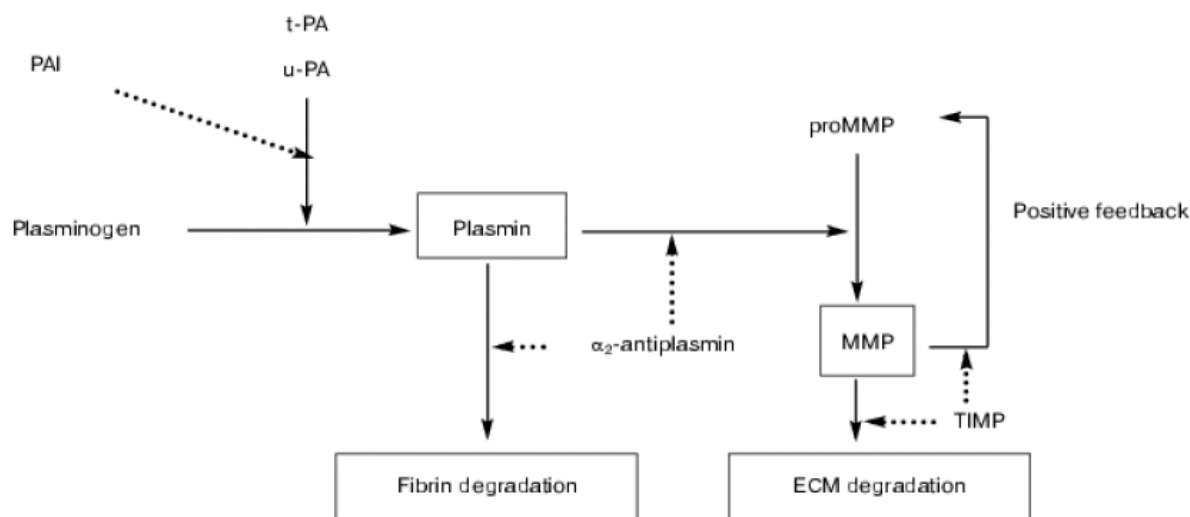 t-PA
PAI
u-PA
proMMP
Positive feedback
Plasminogen
Plasmin
α₂-antiplasmin
MMP
TIMP
Fibrin degradation
ECM degradation